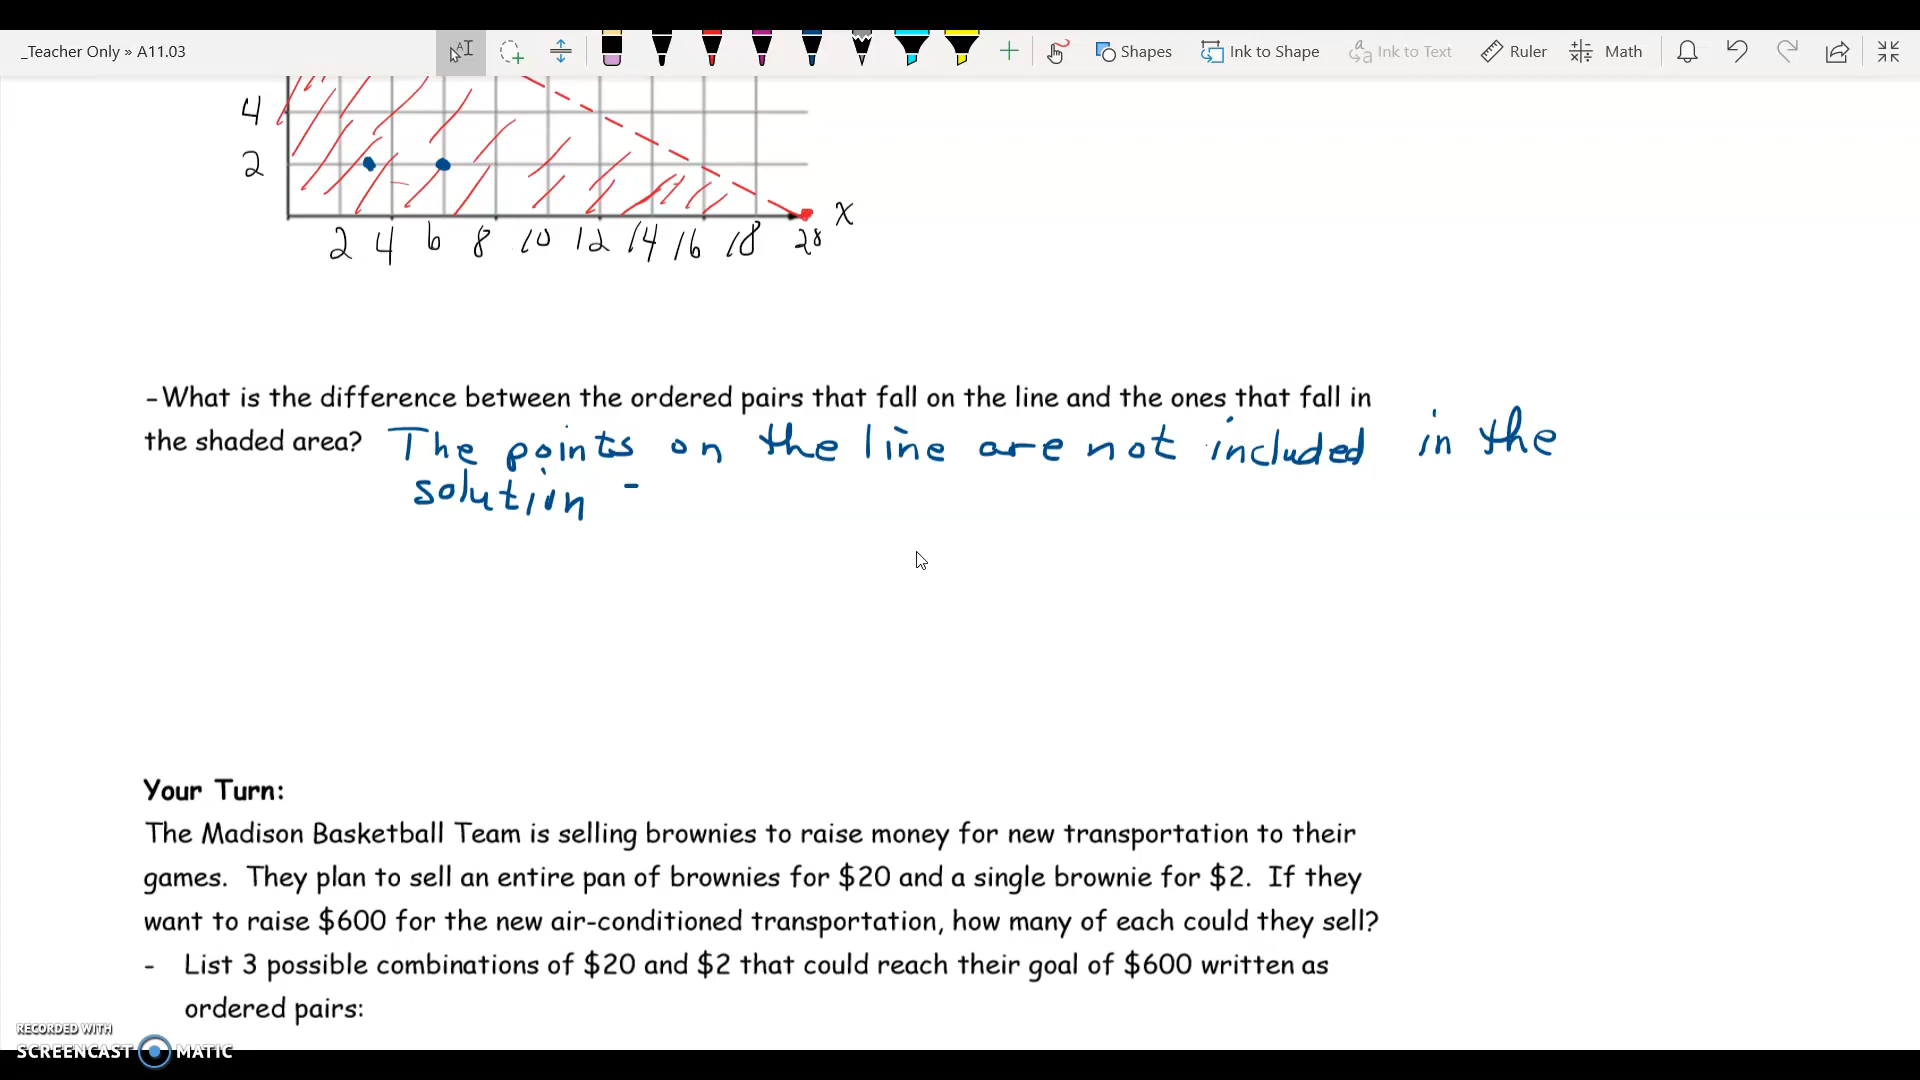 _Teacher Only » A11.03
Shapes Ink to Shape Ink to Text Ruler Math
4
2
x
2 4 6 8 10 12 14 16 18 20
-What is the difference between the ordered pairs that fall on the line and the ones that fall in
the shaded area? The points on the line are not included in the
solution -
Your Turn:
The Madison Basketball Team is selling brownies to raise money for new transportation to their
games. They plan to sell an entire pan of brownies for $20 and a single brownie for $2. If they
want to raise $600 for the new air-conditioned transportation, how many of each could they sell?
- List 3 possible combinations of $20 and $2 that could reach their goal of $600 written as
ordered pairs:
RECORDED WITH
SCREENCAST MATIC